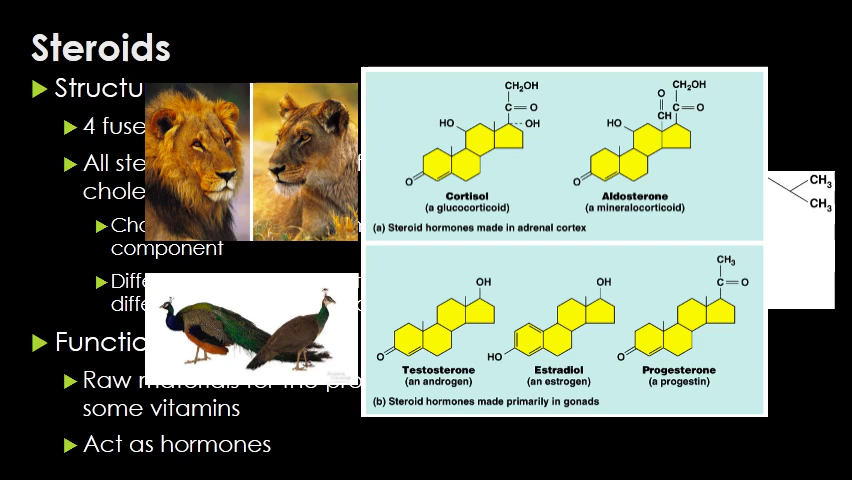 Steroids
Structu
4 fuse
All ste
chole
Cho
component
Diffe
diffe
Functio
Raw materials for the pro
some vitamins
Act as hormones
CH₂OH
C=O
HO
OH
O
Cortisol
(a glucocorticoid)
CH₂OH
O
C=O
CH
HO
O
Aldosterone
(a mineralocorticoid)
(a) Steroid hormones made in adrenal cortex
OH
O
Testosterone
(an androgen)
OH
HO
Estradiol
(an estrogen)
CH₃
C=O
O
Progesterone
(a progestin)
(b) Steroid hormones made primarily in gonads
CH₃
CH₃